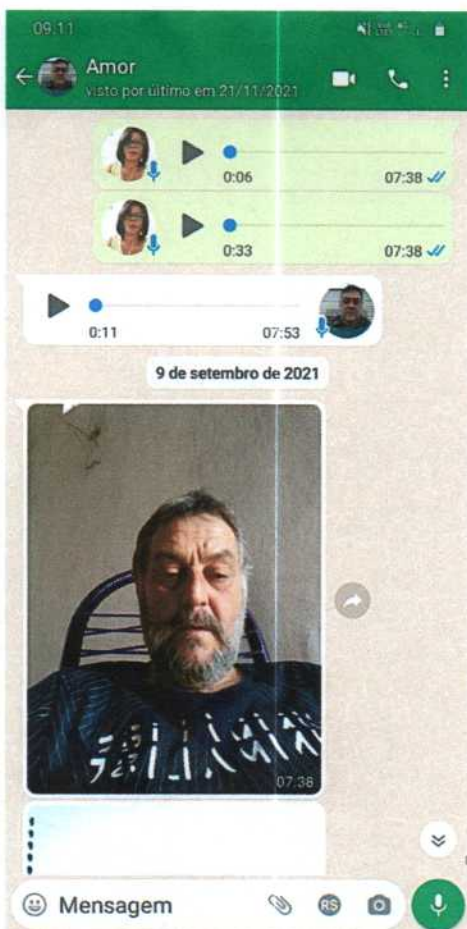 09:11
Amor
visto por último em 21/11/2021
0:06 07:38
0:33 07:38
0:11 07:53
9 de setembro de 2021
07:38
Mensagem
RS